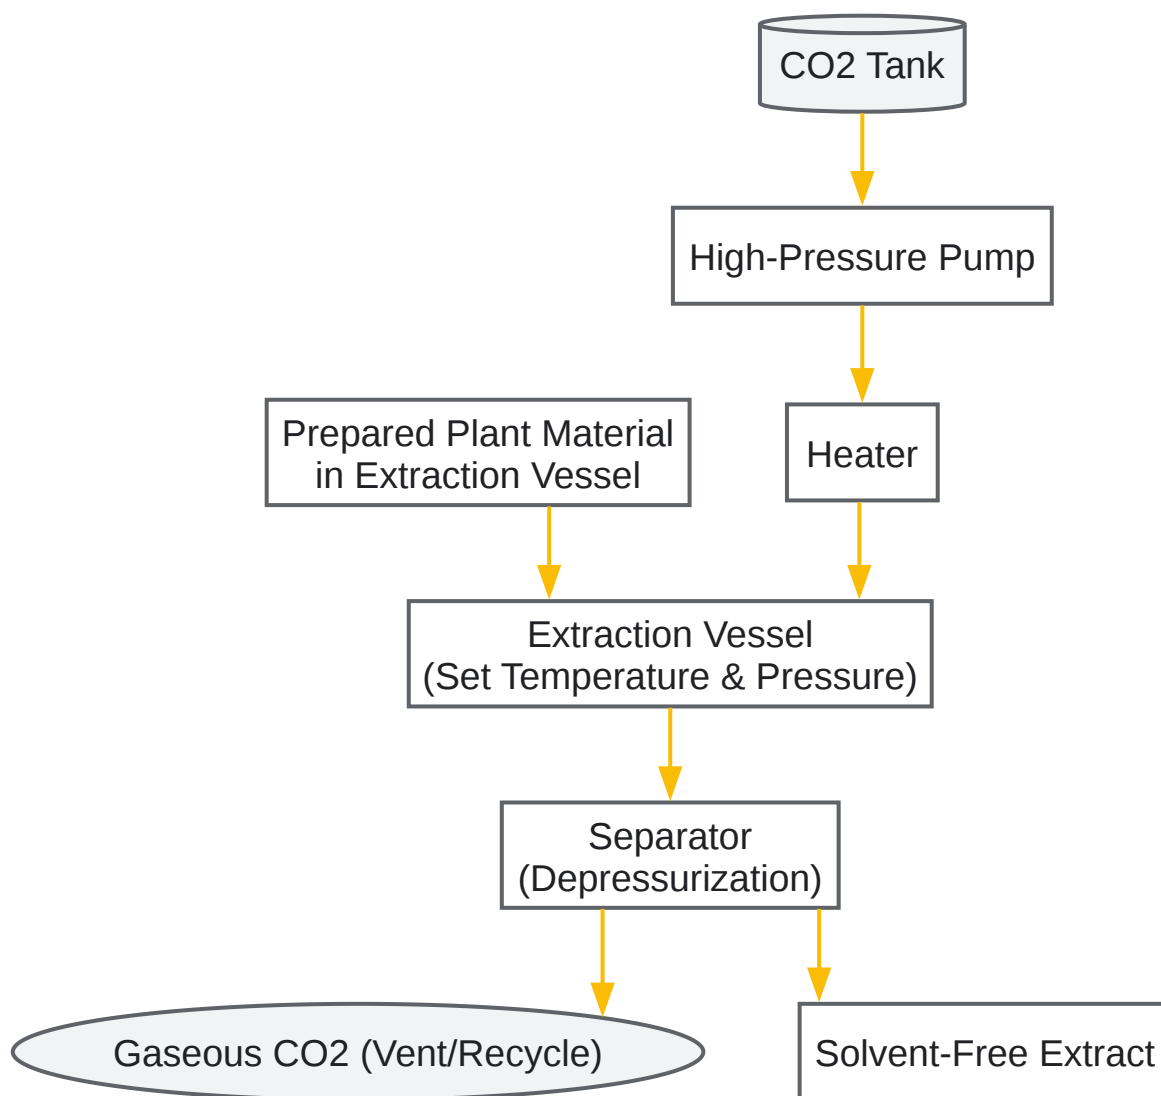 CO2 Tank
High-Pressure Pump
Prepared Plant Material
in Extraction Vessel
Heater
Extraction Vessel
(Set Temperature & Pressure)
Separator
(Depressurization)
Gaseous CO2 (Vent/Recycle)
Solvent-Free Extract